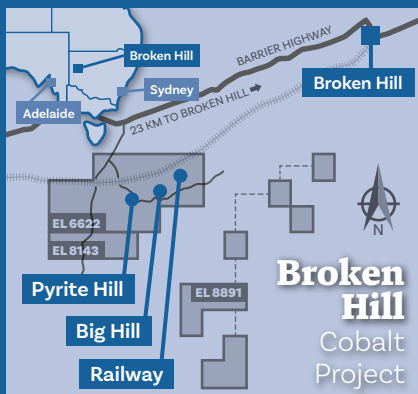 Broken Hill
Sydney
Adelaide
BARRIER HIGHWAY
Broken Hill
23 KM TO BROKEN HILL
EL 6622
EL 8143
EL 8891
N
Pyrite Hill
Big Hill
Railway
Broken
Hill
Cobalt
Project